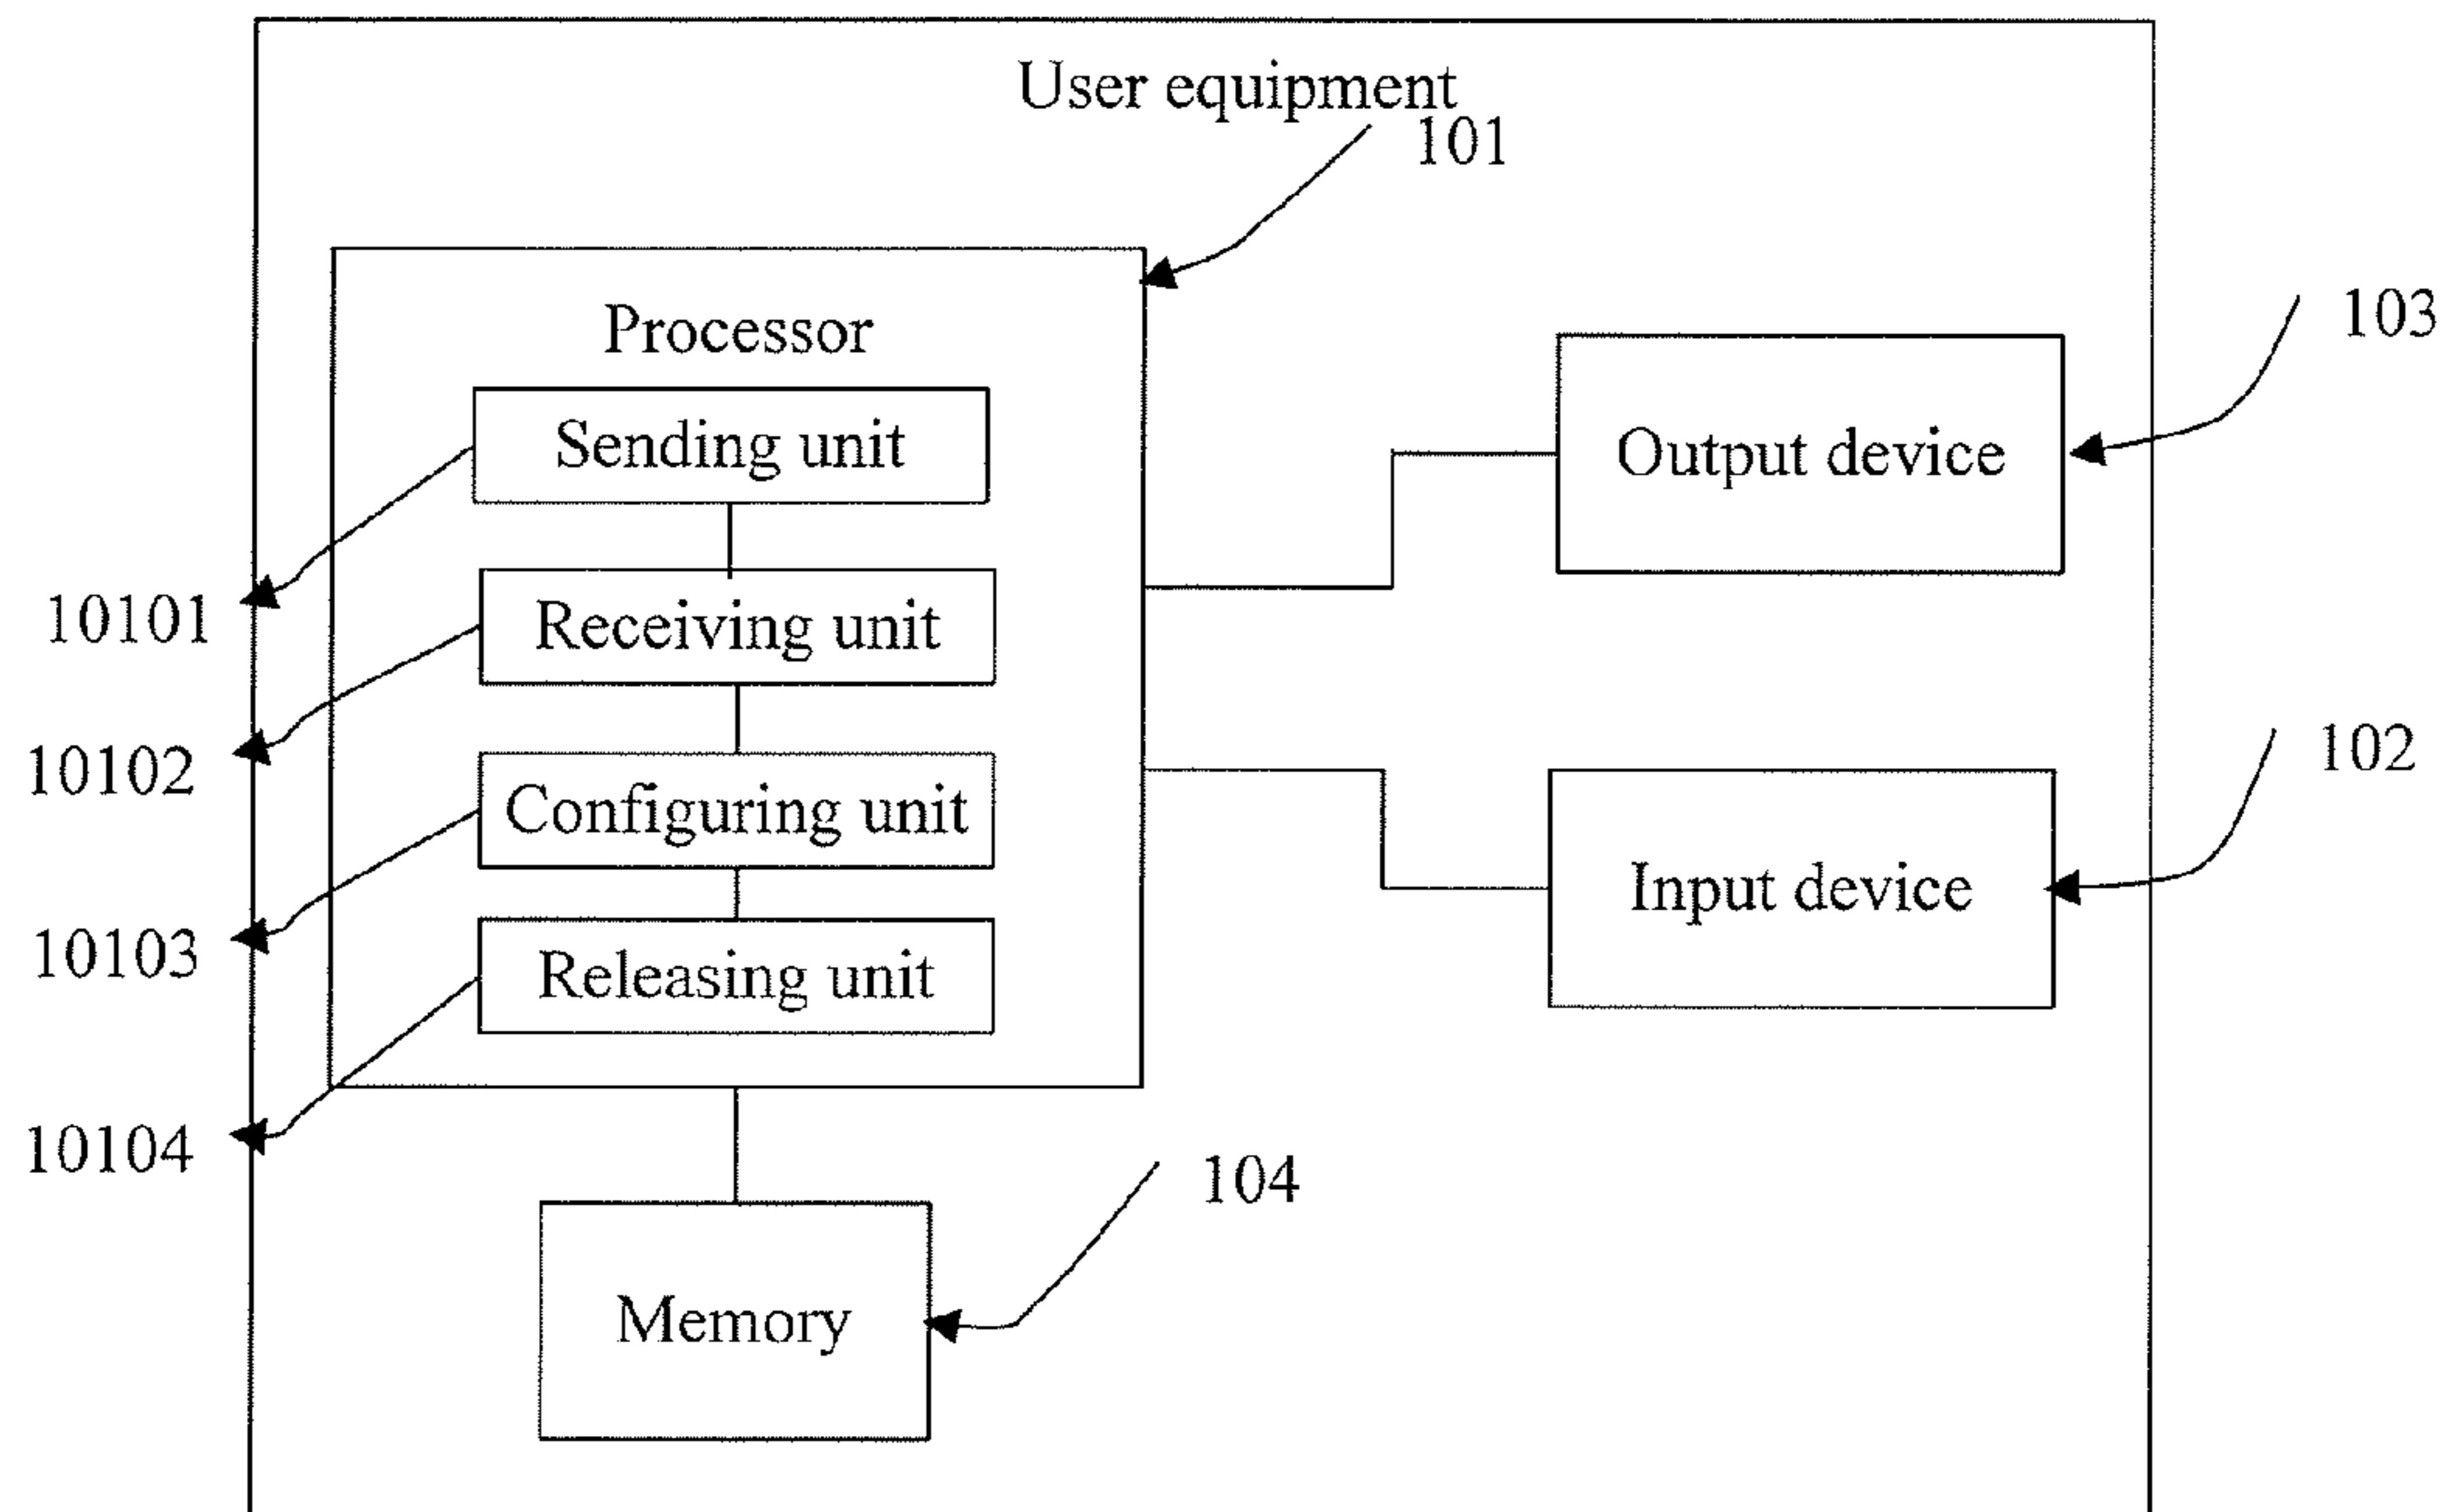 User equipment
101
Processor
103
Sending unit
Output device
10101
Receiving unit
10102
102
Configuring unit
Input device
10103
Releasing unit
10104
104
Memory